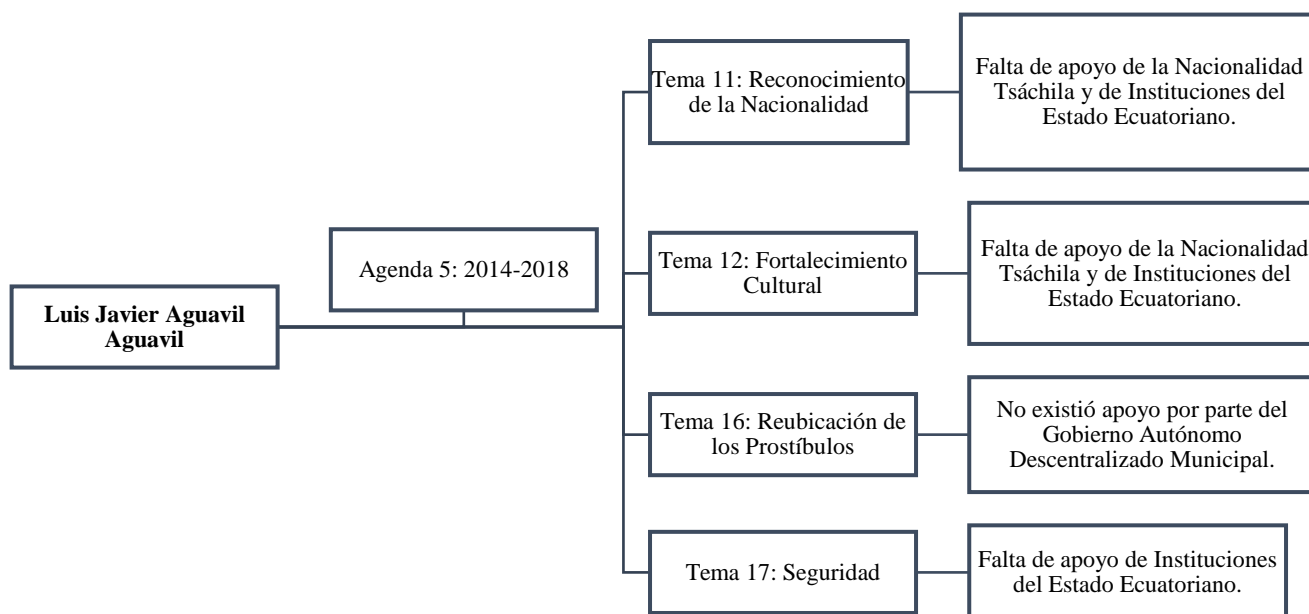 Luis Javier Aguavil
Aguavil
Agenda 5: 2014-2018
Tema 11: Reconocimiento
de la Nacionalidad
Falta de apoyo de la Nacionalidad
Tsáchila y de Instituciones del
Estado Ecuatoriano.
Tema 12: Fortalecimiento
Cultural
Falta de apoyo de la Nacionalidad
Tsáchila y de Instituciones del
Estado Ecuatoriano.
Tema 16: Reubicación de
los Prostíbulos
No existió apoyo por parte del
Gobierno Autónomo
Descentralizado Municipal.
Tema 17: Seguridad
Falta de apoyo de Instituciones
del Estado Ecuatoriano.